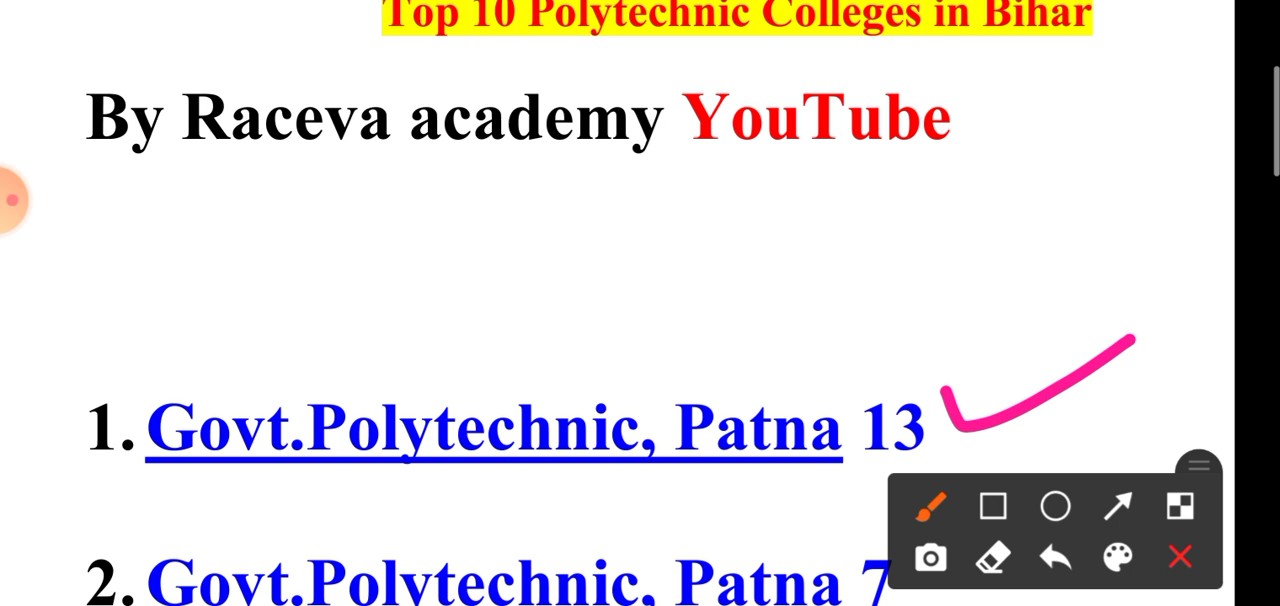 Top 10 Polytechnic Colleges in Bihar
By Raceva academy YouTube
1. Govt.Polytechnic, Patna 13
2. Govt.Polytechnic, Patna 7